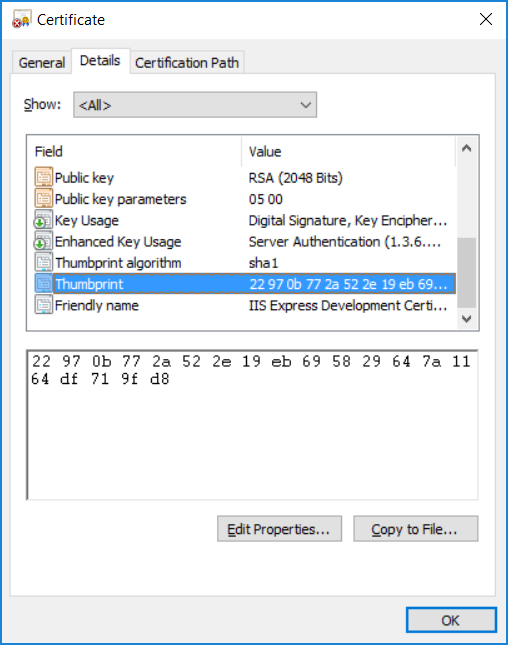 Certificate
General Details Certification Path
Show: <All>
Field Value
Public key RSA (2048 Bits)
Public key parameters 05 00
Key Usage Digital Signature, Key Encipher...
Enhanced Key Usage Server Authentication (1.3.6....
Thumbprint algorithm sha1
Thumbprint 22 97 0b 77 2a 52 2e 19 eb 69...
Friendly name IIS Express Development Certi...
22 97 0b 77 2a 52 2e 19 eb 69 58 29 64 7a 11
64 df 71 9f d8
Edit Properties... Copy to File...
OK